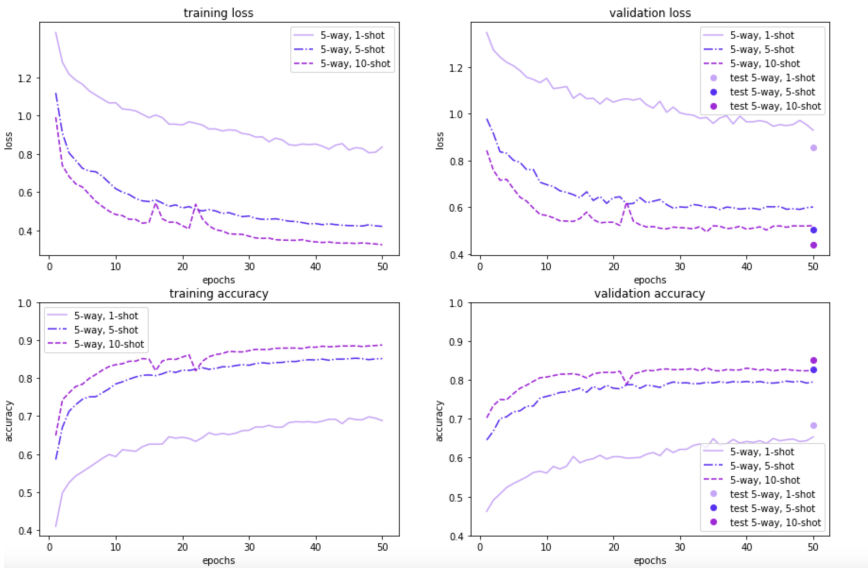 training loss
5-way, 1-shot
5-way, 5-shot
5-way, 10-shot
1.2
1.0
0.8
0.6
0.4
loss
0 10 20 30 40 50
epochs
validation loss
5-way, 1-shot
5-way, 5-shot
5-way, 10-shot
test 5-way, 1-shot
test 5-way, 5-shot
test 5-way, 10-shot
1.2
1.0
0.8
0.6
0.4
loss
0 10 20 30 40 50
epochs
training accuracy
5-way, 1-shot
5-way, 5-shot
5-way, 10-shot
1.0
0.9
0.8
0.7
0.6
0.5
0.4
accuracy
0 10 20 30 40 50
epochs
validation accuracy
1.0
0.9
0.8
0.7
0.6
0.5
0.4
accuracy
5-way, 1-shot
5-way, 5-shot
5-way, 10-shot
test 5-way, 1-shot
test 5-way, 5-shot
test 5-way, 10-shot
0 10 20 30 40 50
epochs